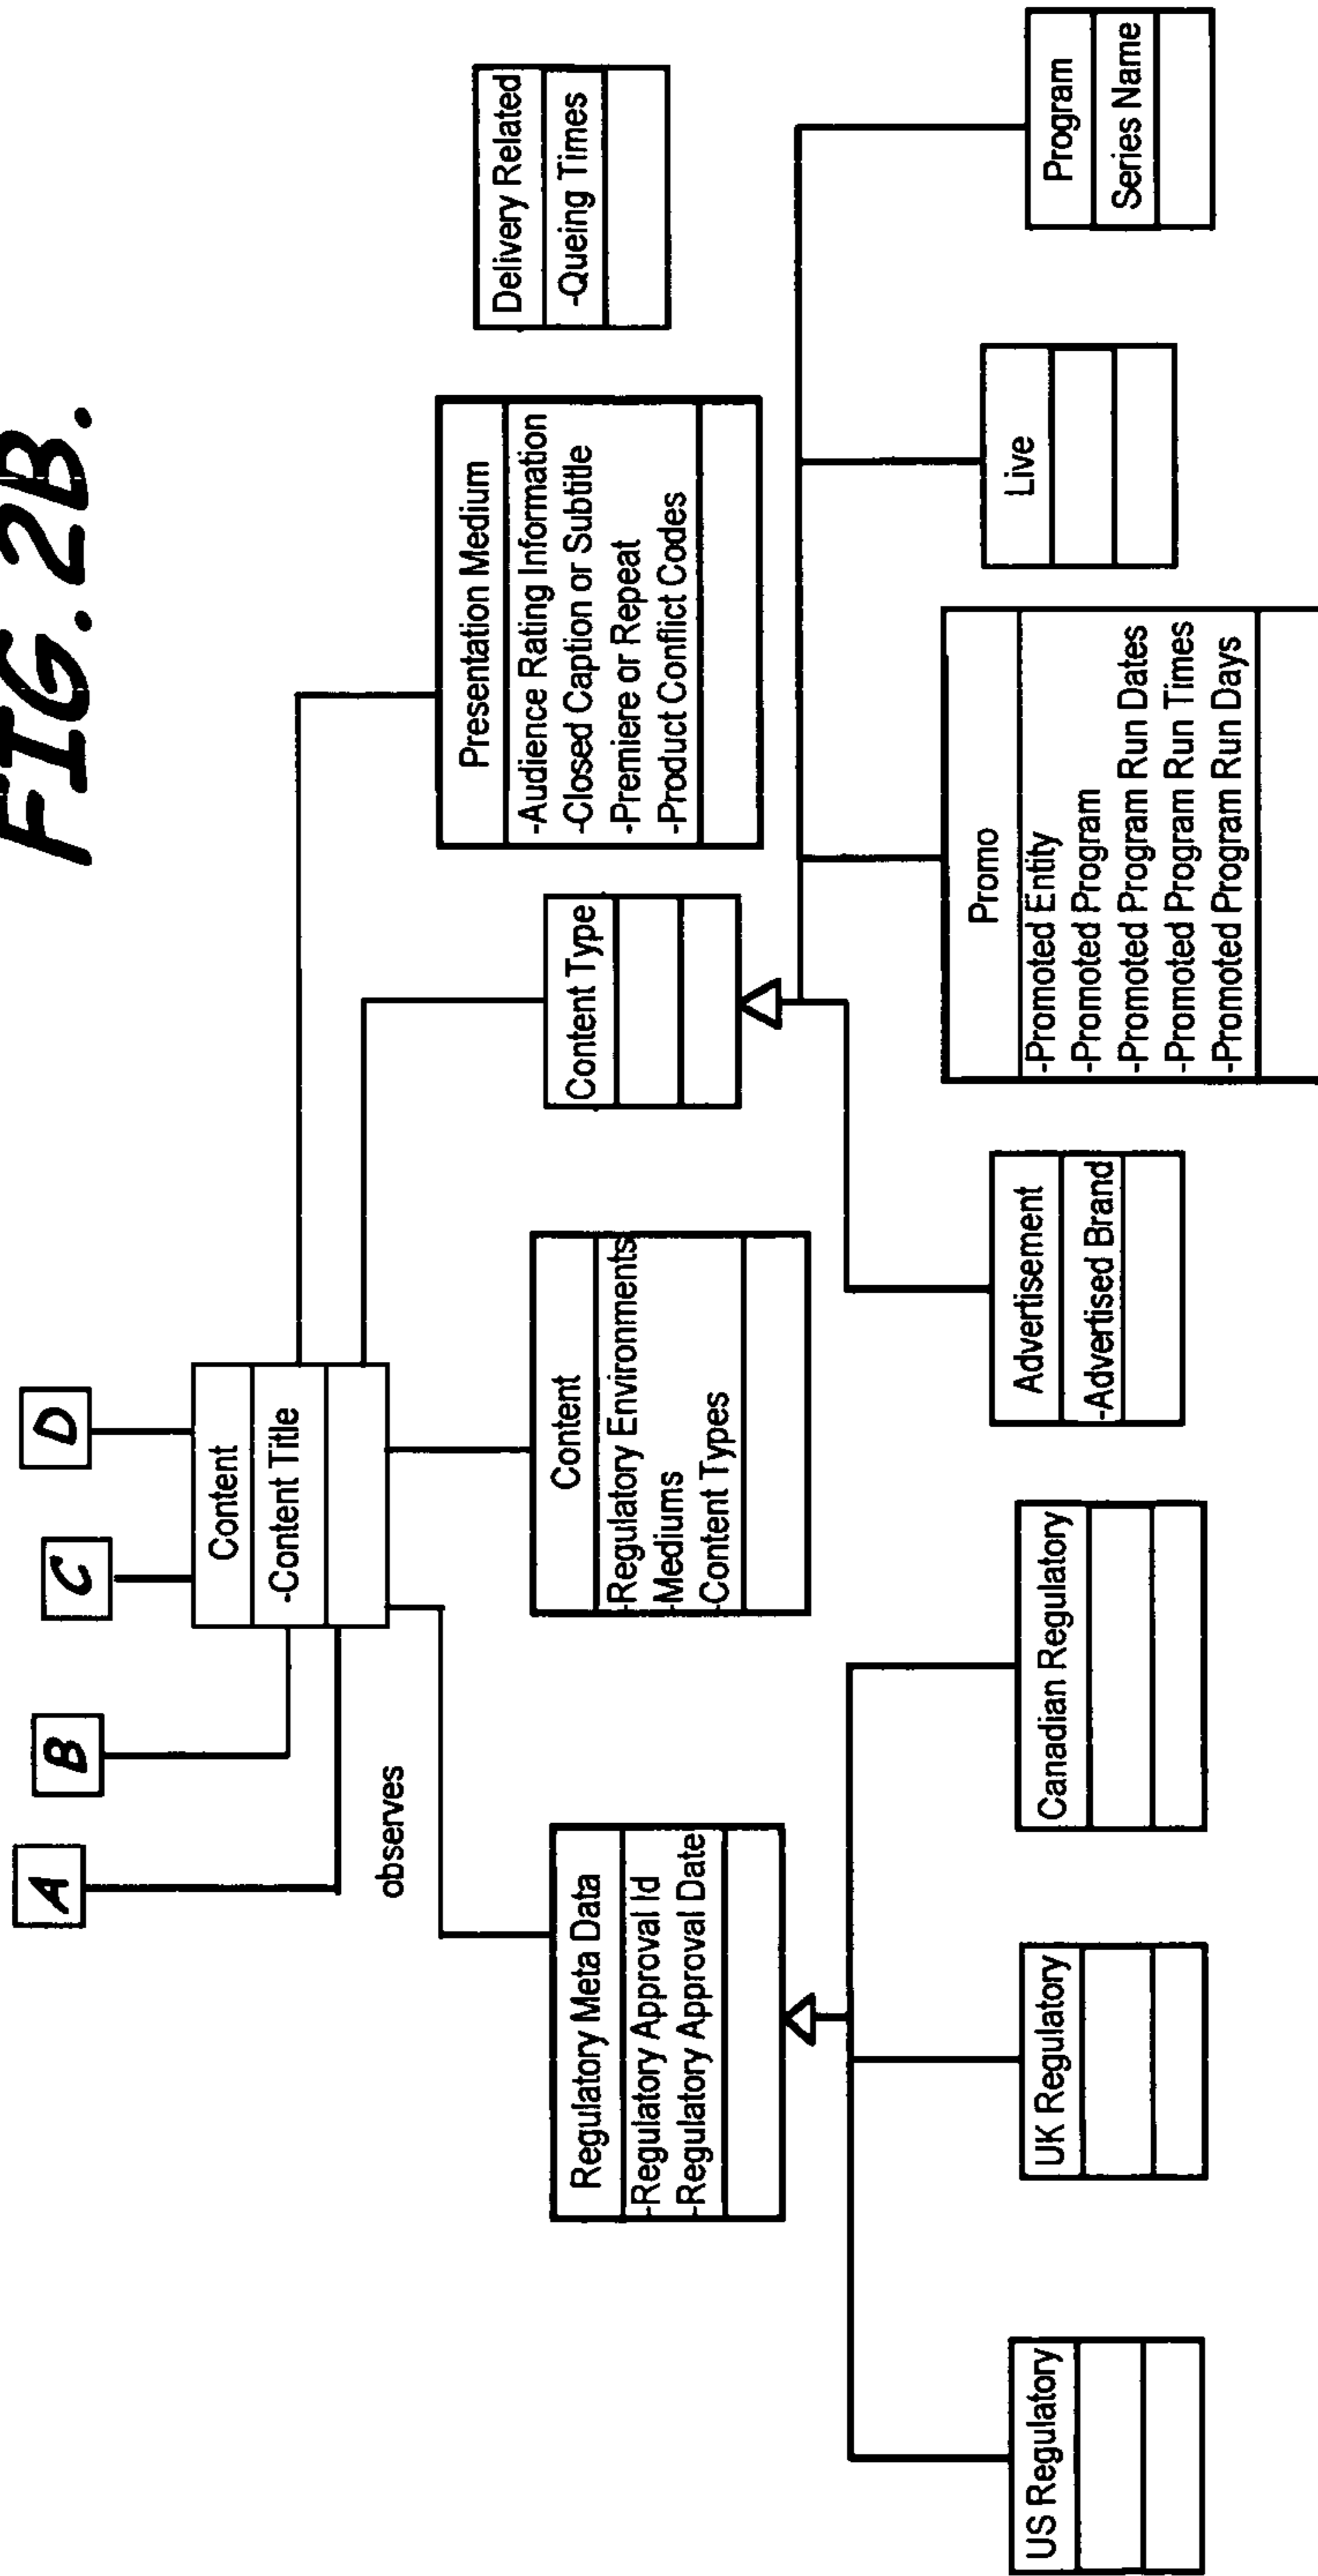 FIG. 2B.
A
B
C
D
Content
-Content Title
observes
Regulatory Meta Data
-Regulatory Approval Id
-Regulatory Approval Date
Content
-Regulatory Environments
Mediums
-Content Types
Content Type
Presentation Medium
-Audience Rating Information
-Closed Caption or Subtitle
-Premiere or Repeat
-Product Conflict Codes
Delivery Related
-Queing Times
US Regulatory
UK Regulatory
Canadian Regulatory
Advertisement
-Advertised Brand
Promo
-Promoted Entity
-Promoted Program
-Promoted Program Run Dates
-Promoted Program Run Times
-Promoted Program Run Days
Live
Program
Series Name